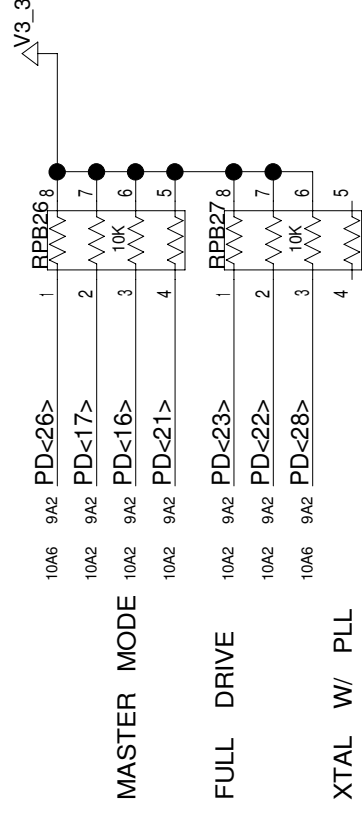 V3_3
RPB26
10A6 9A2 PD<26> 1 8
10A2 9A2 PD<17> 2 7
MASTER MODE 10A2 9A2 PD<16> 3 10K 6
10A2 9A2 PD<21> 4 5
RPB27
FULL DRIVE 10A2 9A2 PD<23> 1 8
10A2 9A2 PD<22> 2 7
10A6 9A2 PD<28> 3 10K 6
XTAL W/ PLL 4 5